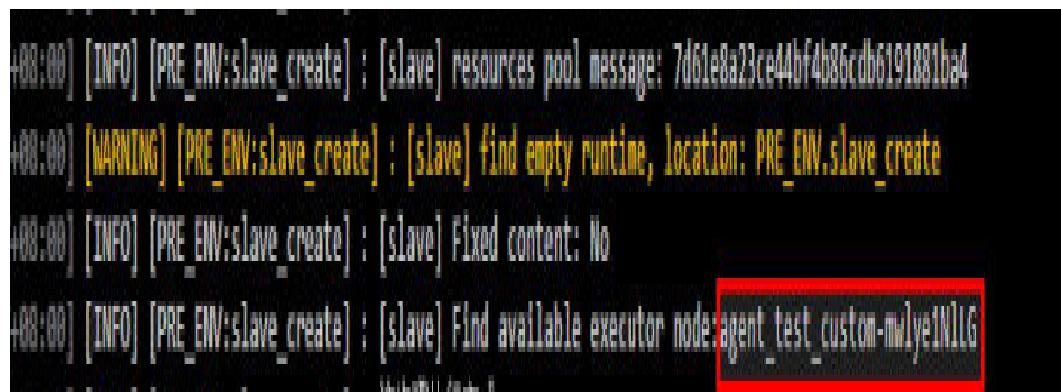 +08:00] [INFO] [PRE_ENV:slave_create] : [slave] resources pool message: 7d61e8a23ce44bf4b86cdb6191881ba4
+08:00] [WARNING] [PRE_ENV:slave_create] : [slave] find empty runtime, location: PRE_ENV.slave_create
+08:00] [INFO] [PRE_ENV:slave_create] : [slave] Fixed content: No
+08:00] [INFO] [PRE_ENV:slave_create] : [slave] Find available executor node:agent_test_custom-mwlye1NlLG